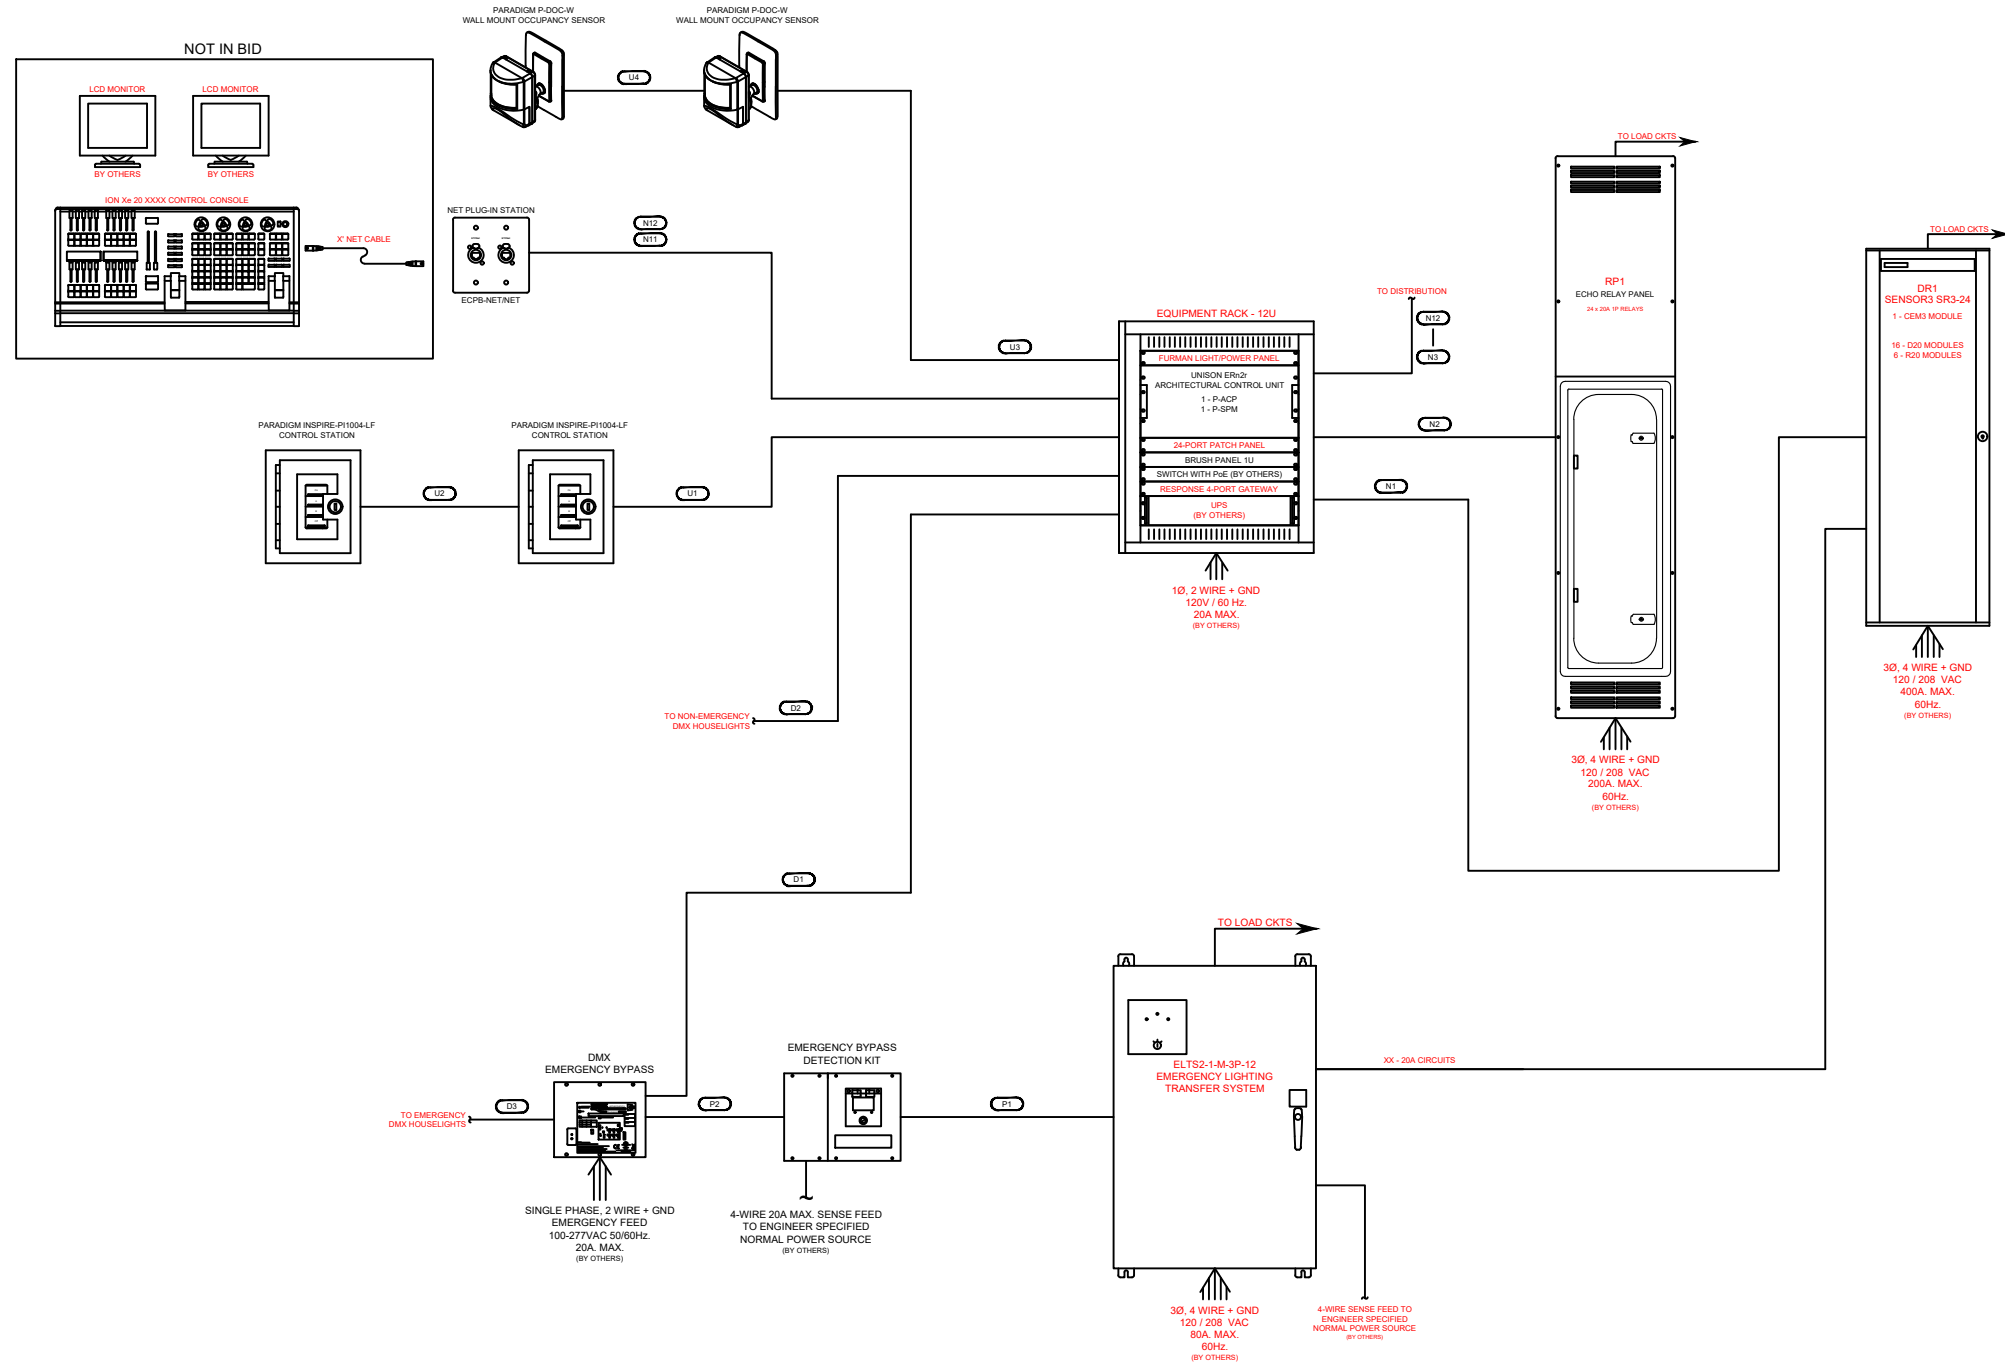 PARADIGM P-DOC-W
WALL MOUNT OCCUPANCY SENSOR
PARADIGM P-DOC-W
WALL MOUNT OCCUPANCY SENSOR
U4
NOT IN BID
LCD MONITOR
BY OTHERS
LCD MONITOR
BY OTHERS
ION Xe 20 XXXX CONTROL CONSOLE
X' NET CABLE
NET PLUG-IN STATION
ECPB-NET/NET
N12
N11
U3
PARADIGM INSPIRE-PI1004-LF
CONTROL STATION
PARADIGM INSPIRE-PI1004-LF
CONTROL STATION
U2
U1
EQUIPMENT RACK - 12U
FURMAN LIGHT/POWER PANEL
UNISON ERn2r
ARCHITECTURAL CONTROL UNIT
1 - P-ACP
1 - P-SPM
24-PORT PATCH PANEL
BRUSH PANEL 1U
SWITCH WITH PoE (BY OTHERS)
RESPONSE 4-PORT GATEWAY
UPS
(BY OTHERS)
1Ø, 2 WIRE + GND
120V / 60 Hz.
20A MAX.
(BY OTHERS)
TO DISTRIBUTION
N12
N3
N2
N1
TO LOAD CKTS
RP1
ECHO RELAY PANEL
24 x 20A 1P RELAYS
3Ø, 4 WIRE + GND
120 / 208 VAC
200A. MAX.
60Hz.
(BY OTHERS)
TO LOAD CKTS
DR1
SENSOR3 SR3-24
1 - CEM3 MODULE
16 - D20 MODULES
6 - R20 MODULES
3Ø, 4 WIRE + GND
120 / 208 VAC
400A. MAX.
60Hz.
(BY OTHERS)
TO NON-EMERGENCY
DMX HOUSELIGHTS
D2
D1
TO EMERGENCY
DMX HOUSELIGHTS
D3
DMX
EMERGENCY BYPASS
SINGLE PHASE, 2 WIRE + GND
EMERGENCY FEED
100-277VAC 50/60Hz.
20A. MAX.
(BY OTHERS)
P2
EMERGENCY BYPASS
DETECTION KIT
4-WIRE 20A MAX. SENSE FEED
TO ENGINEER SPECIFIED
NORMAL POWER SOURCE
(BY OTHERS)
P1
TO LOAD CKTS
ELTS2-1-M-3P-12
EMERGENCY LIGHTING
TRANSFER SYSTEM
XX - 20A CIRCUITS
3Ø, 4 WIRE + GND
120 / 208 VAC
80A. MAX.
60Hz.
(BY OTHERS)
4-WIRE SENSE FEED TO
ENGINEER SPECIFIED
NORMAL POWER SOURCE
(BY OTHERS)